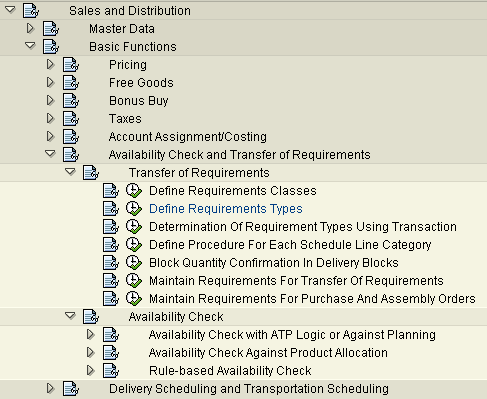 Sales and Distribution
Master Data
Basic Functions
Pricing
Free Goods
Bonus Buy
Taxes
Account Assignment/Costing
Availability Check and Transfer of Requirements
Transfer of Requirements
Define Requirements Classes
Define Requirements Types
Determination Of Requirement Types Using Transaction
Define Procedure For Each Schedule Line Category
Block Quantity Confirmation In Delivery Blocks
Maintain Requirements For Transfer Of Requirements
Maintain Requirements For Purchase And Assembly Orders
Availability Check
Availability Check with ATP Logic or Against Planning
Availability Check Against Product Allocation
Rule-based Availability Check
Delivery Scheduling and Transportation Scheduling